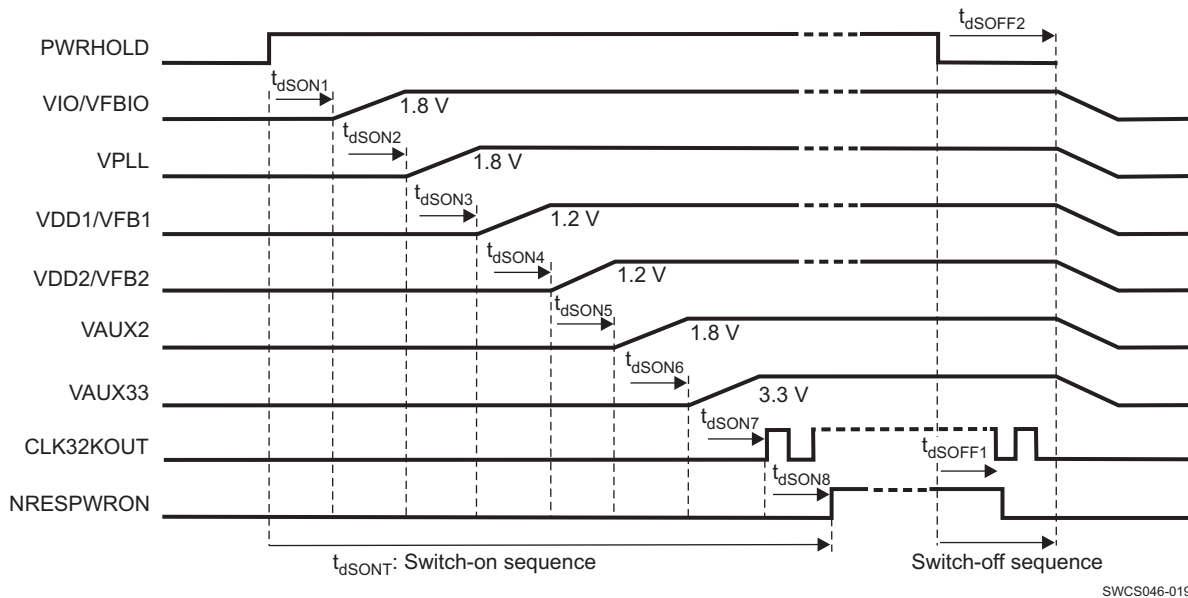 PWRHOLD
tdSOFF2
tdSON1
VIO/VFBIO
1.8 V
tdSON2
VPLL
1.8 V
tdSON3
VDD1/VFB1
1.2 V
tdSON4
VDD2/VFB2
1.2 V
tdSON5
VAUX2
1.8 V
tdSON6
VAUX33
3.3 V
tdSON7
CLK32KOUT
tdSOFF1
tdSON8
NRESPWRON
tdSONT: Switch-on sequence
Switch-off sequence
SWCS046-019